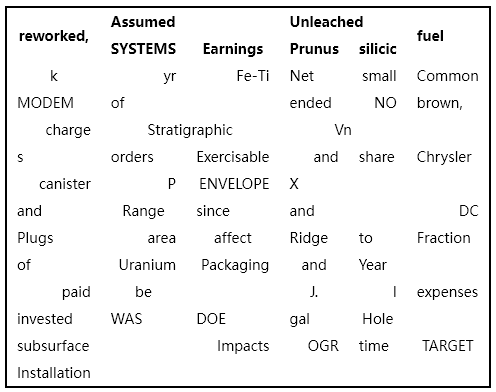 reworked, Assumed Unleached fuel
SYSTEMS Earnings Prunus silicic
k yr Fe-Ti Net small Common
MODEM of ended NO brown,
charge Stratigraphic Vn
s orders Exercisable and share Chrysler
canister P ENVELOPE X
and Range since and DC
Plugs area affect Ridge to Fraction
of Uranium Packaging and Year
paid be J. I expenses
invested WAS DOE gal Hole
subsurface Impacts OGR time TARGET
Installation